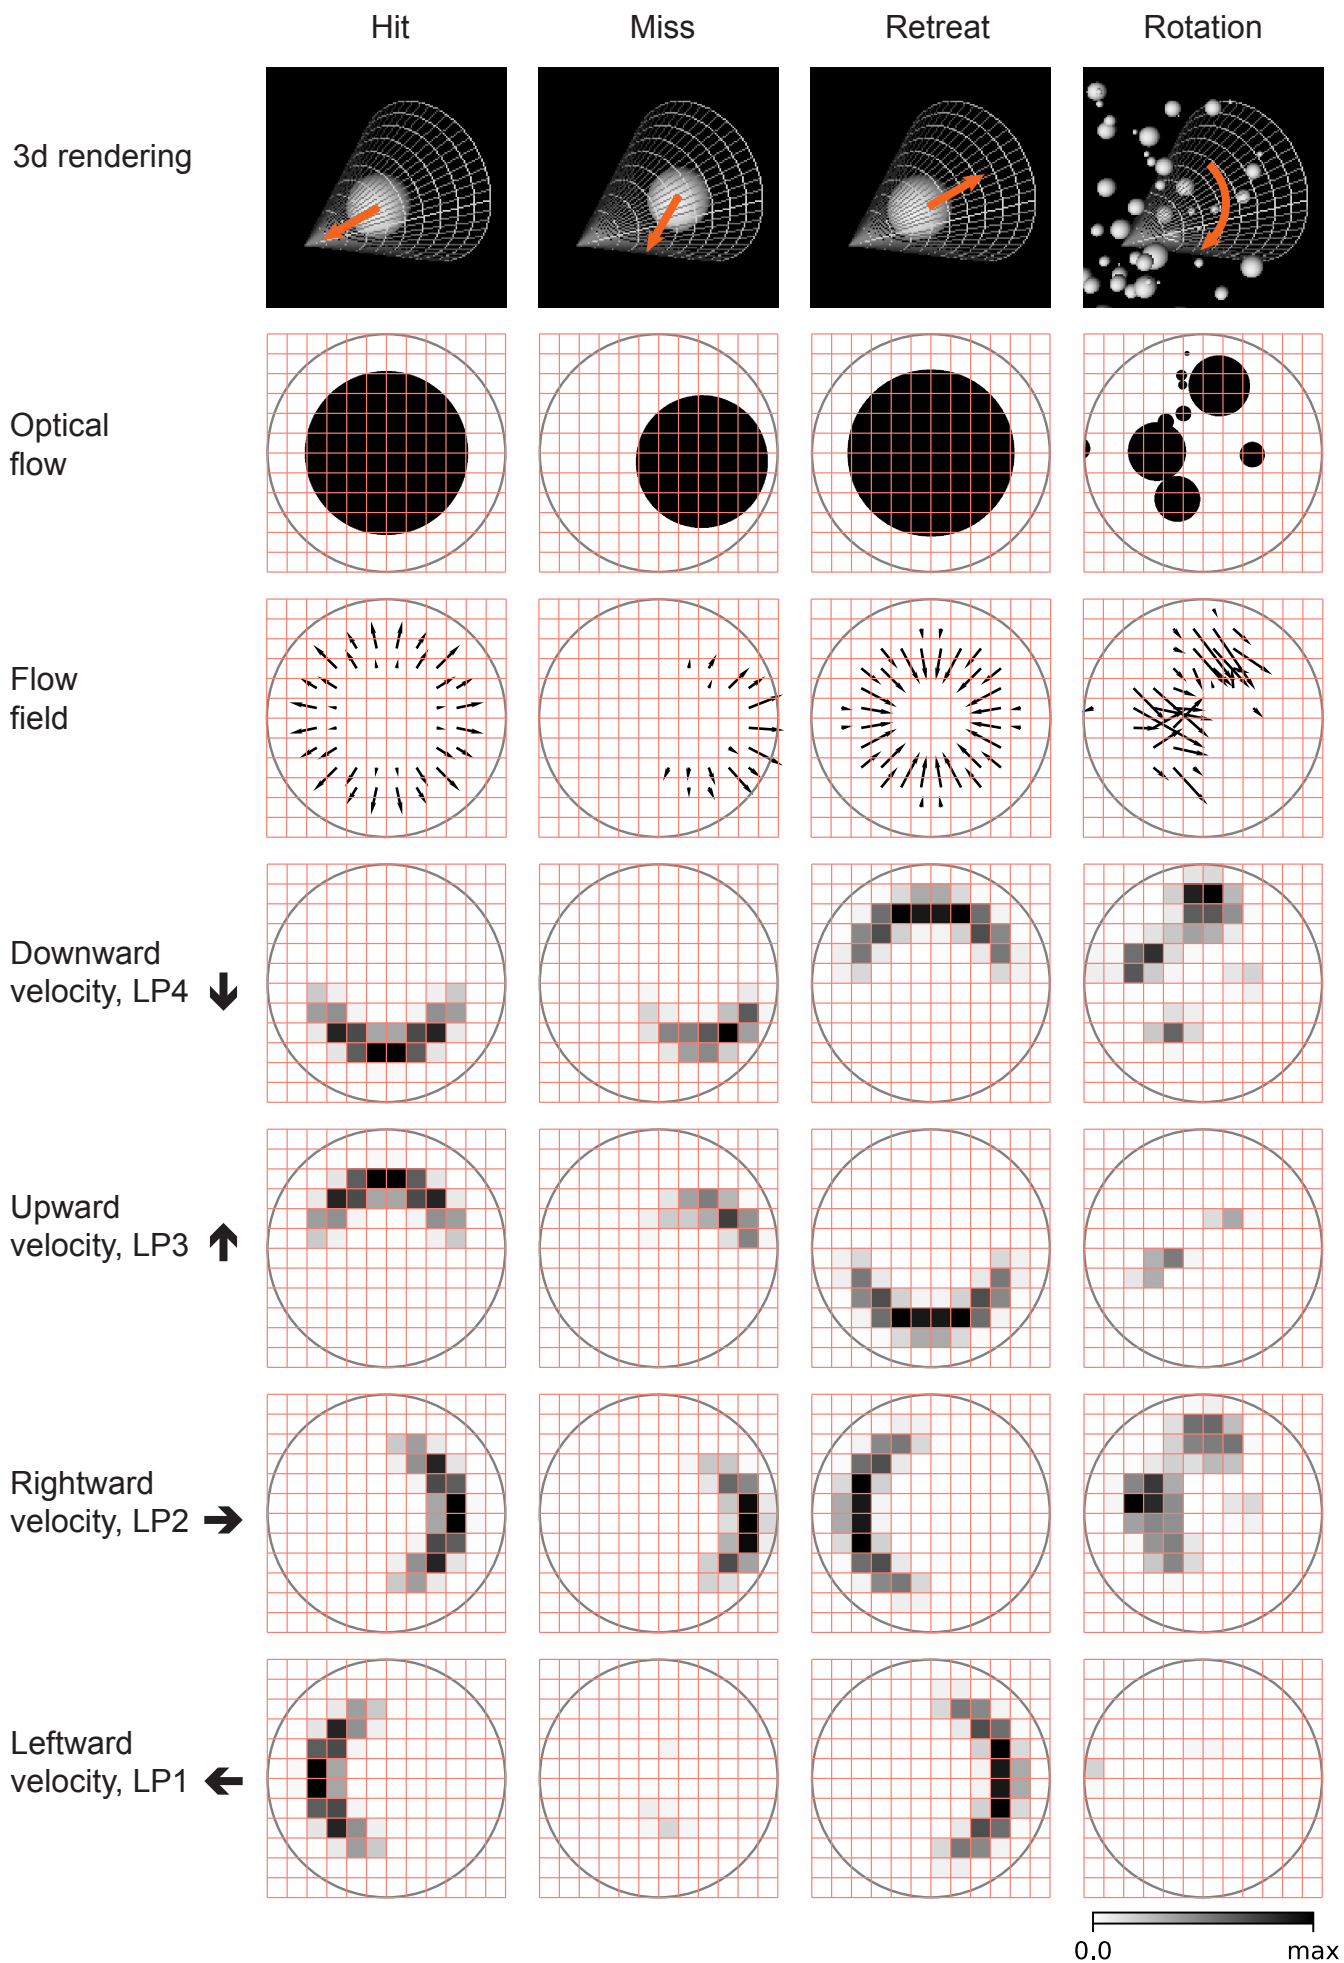 Hit Miss Retreat Rotation
3d rendering
Optical
flow
Flow
field
Downward
velocity, LP4
Upward
velocity, LP3
Rightward
velocity, LP2
Leftward
velocity, LP1
0.0 max